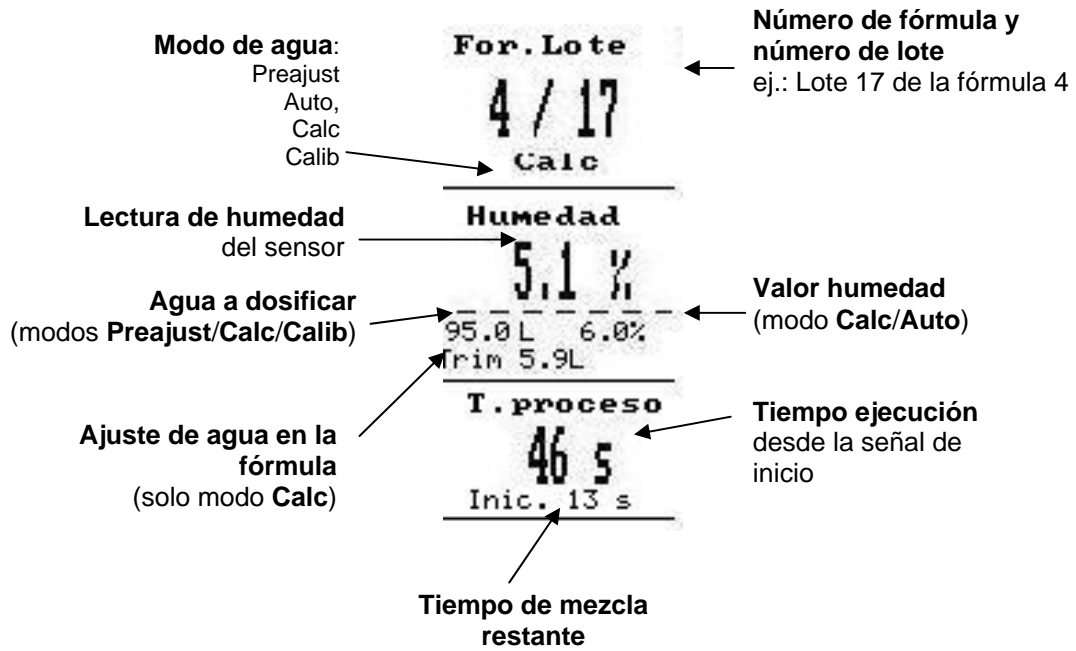 Modo de agua:
Preajust
Auto,
Calc
Calib
Lectura de humedad
del sensor
Agua a dosificar
(modos Preajust/Calc/Calib)
Ajuste de agua en la
fórmula
(solo modo Calc)
For.Lote
4 / 17
Calc
Humedad
5.1 %
95.0 L 6.0%
Trim 5.9L
T.proceso
46 s
Inic. 13 s
Número de fórmula y
número de lote
ej.: Lote 17 de la fórmula 4
Valor humedad
(modo Calc/Auto)
Tiempo ejecución
desde la señal de
inicio
Tiempo de mezcla
restante